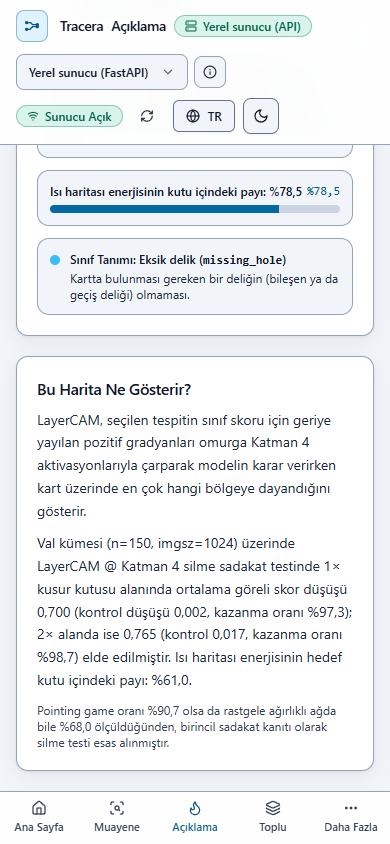 Tracera Açıklama Yerel sunucu (API)
Yerel sunucu (FastAPI)
Sunucu Açık TR
Isı haritası enerjisinin kutu içindeki payı: %78,5 %78,5
Sınıf Tanımı: Eksik delik (missing_hole)
Kartta bulunması gereken bir deliğin (bileşen ya da
geçiş deliği) olmaması.
Bu Harita Ne Gösterir?
LayerCAM, seçilen tespitin sınıf skoru için geriye
yayılan pozitif gradyanları omurga Katman 4
aktivasyonlarıyla çarparak modelin karar verirken
kart üzerinde en çok hangi bölgeye dayandığını
gösterir.
Val kümesi (n=150, imgsz=1024) üzerinde
LayerCAM @ Katman 4 silme sadakat testinde 1×
kusur kutusu alanında ortalama göreli skor düşüşü
0,700 (kontrol düşüşü 0,002, kazanma oranı %97,3);
2× alanda ise 0,765 (kontrol 0,017, kazanma oranı
%98,7) elde edilmiştir. Isı haritası enerjisinin hedef
kutu içindeki payı: %61,0.
Pointing game oranı %90,7 olsa da rastgele ağırlıklı ağda
bile %68,0 ölçüldüğünden, birincil sadakat kanıtı olarak
silme testi esas alınmıştır.
Ana Sayfa Muayene Açıklama Toplu Daha Fazla